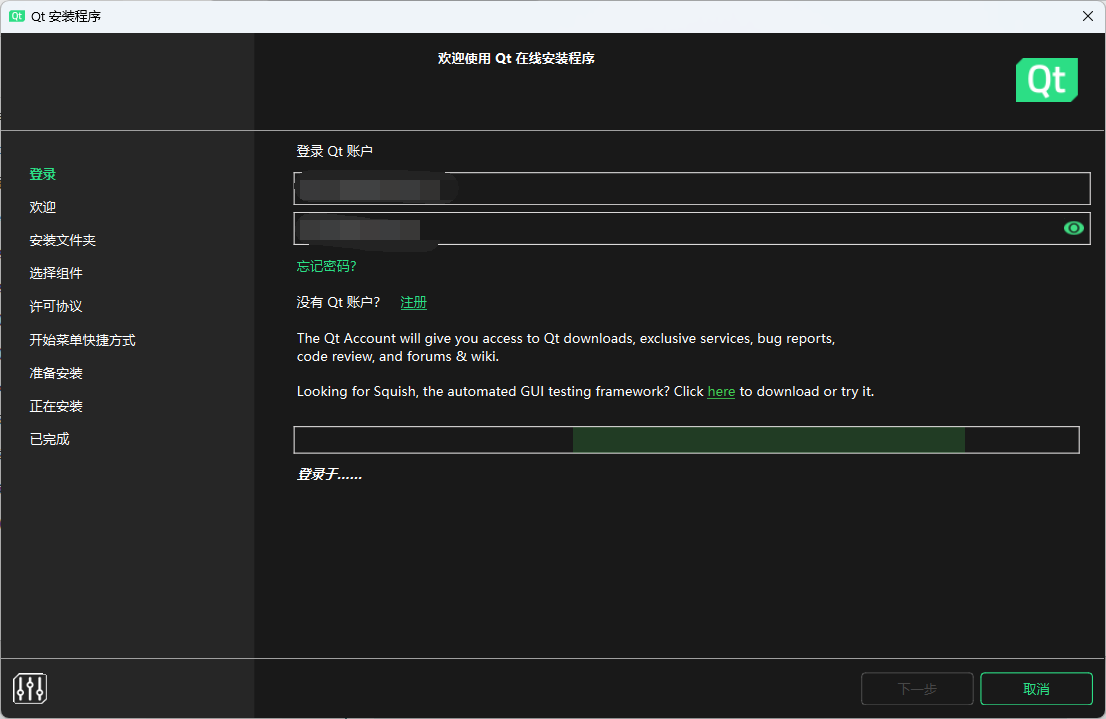 Qt Qt 安装程序
欢迎使用 Qt 在线安装程序
Qt
登录
欢迎
安装文件夹
选择组件
许可协议
开始菜单快捷方式
准备安装
正在安装
已完成
登录 Qt 账户
忘记密码?
没有 Qt 账户? 注册
The Qt Account will give you access to Qt downloads, exclusive services, bug reports,
code review, and forums & wiki.
Looking for Squish, the automated GUI testing framework? Click here to download or try it.
登录于......
下一步 取消